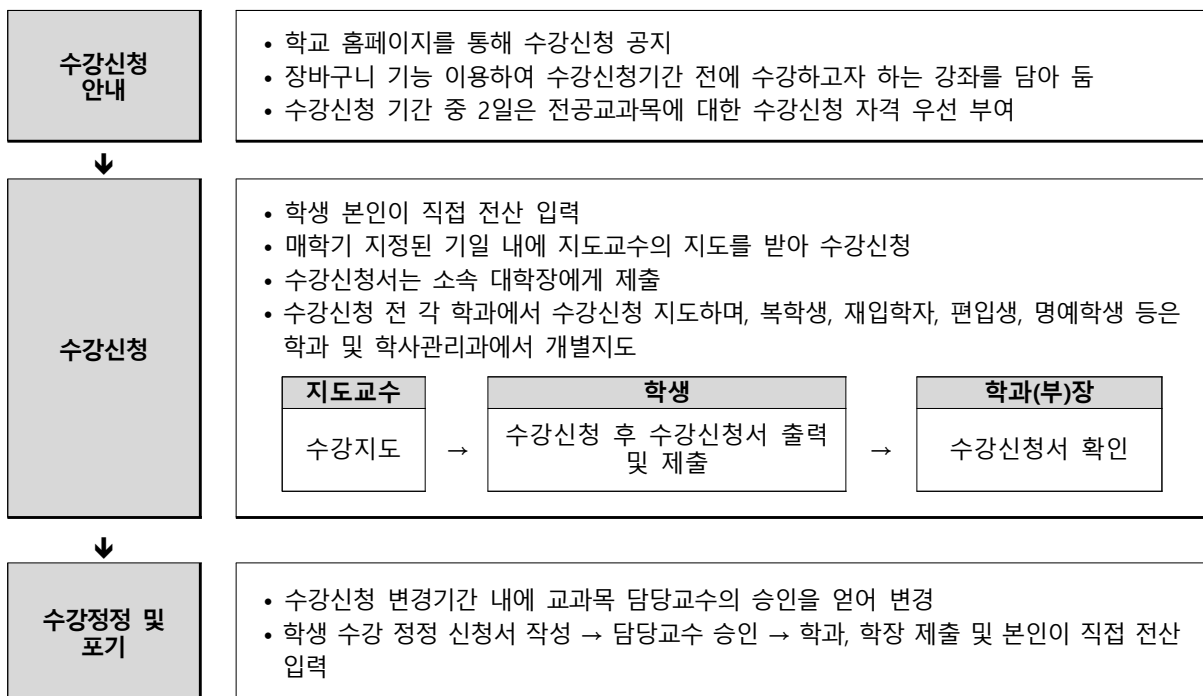 수강신청
안내
• 학교 홈페이지를 통해 수강신청 공지
• 장바구니 기능 이용하여 수강신청기간 전에 수강하고자 하는 강좌를 담아 둠
• 수강신청 기간 중 2일은 전공교과목에 대한 수강신청 자격 우선 부여
🡻
수강신청
• 학생 본인이 직접 전산 입력
• 매학기 지정된 기일 내에 지도교수의 지도를 받아 수강신청
• 수강신청서는 소속 대학장에게 제출
• 수강신청 전 각 학과에서 수강신청 지도하며, 복학생, 재입학자, 편입생, 명예학생 등은
학과 및 학사관리과에서 개별지도
지도교수
수강지도
→
학생
수강신청 후 수강신청서 출력
및 제출
→
학과(부)장
수강신청서 확인
🡻
수강정정 및
포기
• 수강신청 변경기간 내에 교과목 담당교수의 승인을 얻어 변경
• 학생 수강 정정 신청서 작성 → 담당교수 승인 → 학과, 학장 제출 및 본인이 직접 전산
입력